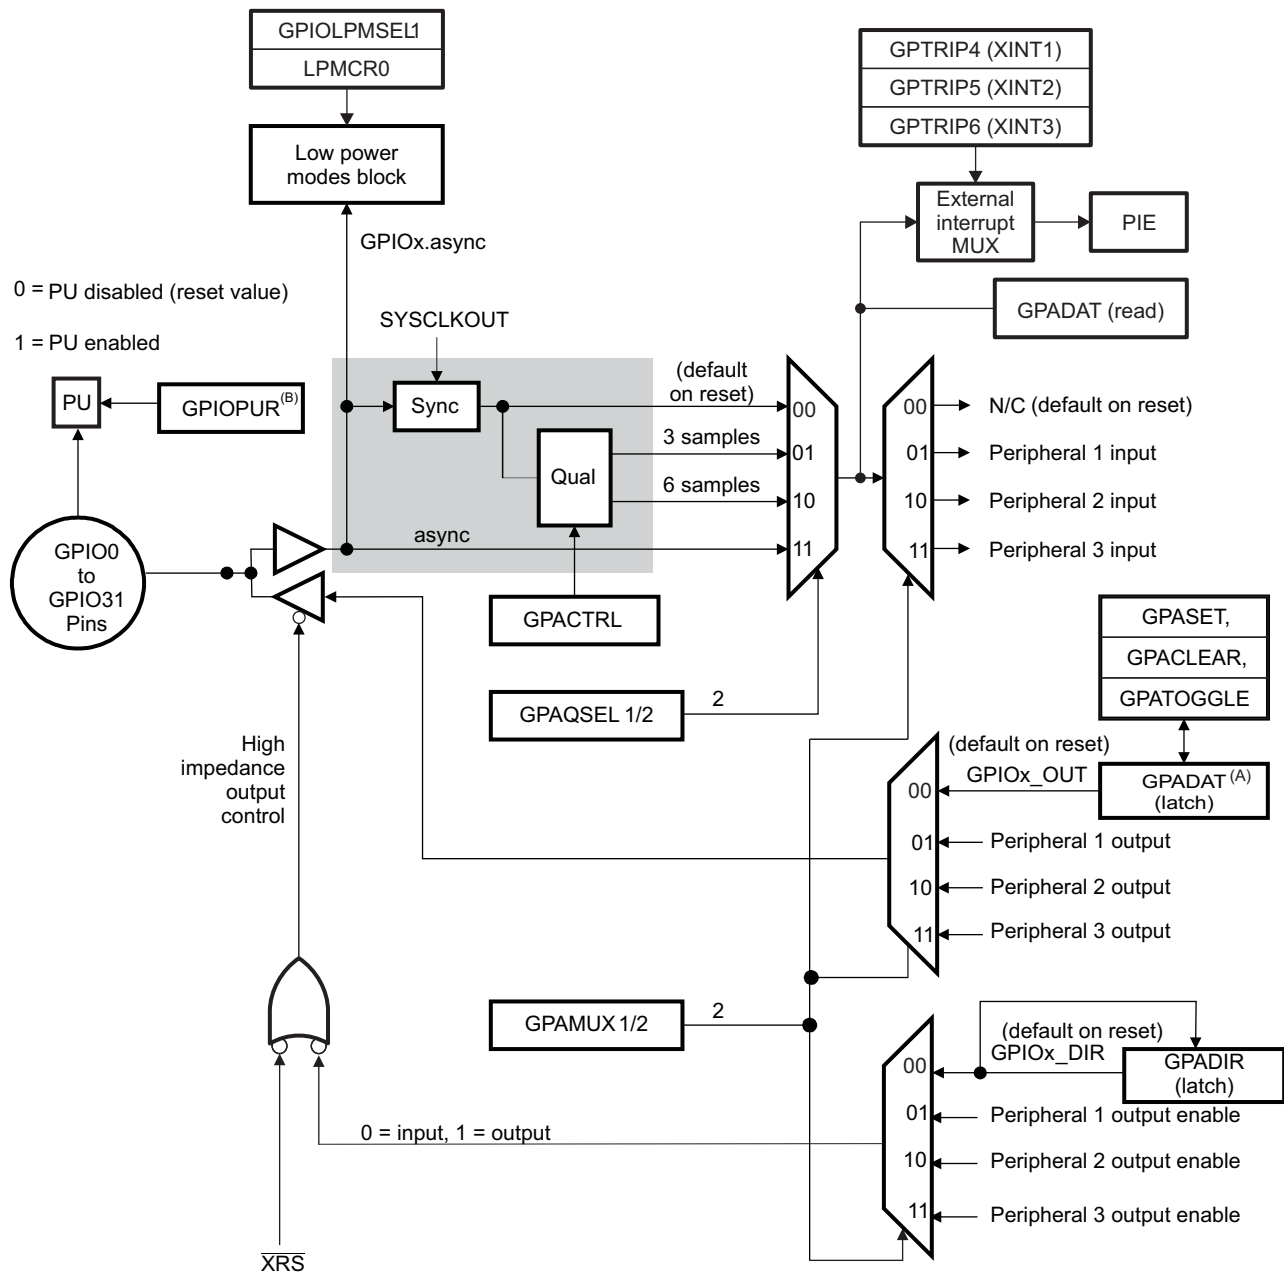 GPIOLPMSEL1
LPMCR0
Low power
modes block
GPIOx.async
GPTRIP4 (XINT1)
GPTRIP5 (XINT2)
GPTRIP6 (XINT3)
External
interrupt
MUX
PIE
GPADAT (read)
0 = PU disabled (reset value)
1 = PU enabled
PU
GPIOPUR(B)
SYSCLKOUT
Sync
Qual
(default
on reset)
3 samples
6 samples
async
00
01
10
11
00
01
10
11
N/C (default on reset)
Peripheral 1 input
Peripheral 2 input
Peripheral 3 input
GPIO0
to
GPIO31
Pins
GPACTRL
GPAQSEL 1/2
2
GPASET,
GPACLEAR,
GPATOGGLE
High
impedance
output
control
(default on reset)
GPIOx_OUT
GPADAT(A)
(latch)
00
01
10
11
Peripheral 1 output
Peripheral 2 output
Peripheral 3 output
GPAMUX 1/2
2
(default on reset)
GPIOx_DIR
GPADIR
(latch)
00
01
10
11
Peripheral 1 output enable
Peripheral 2 output enable
Peripheral 3 output enable
0 = input, 1 = output
XRS